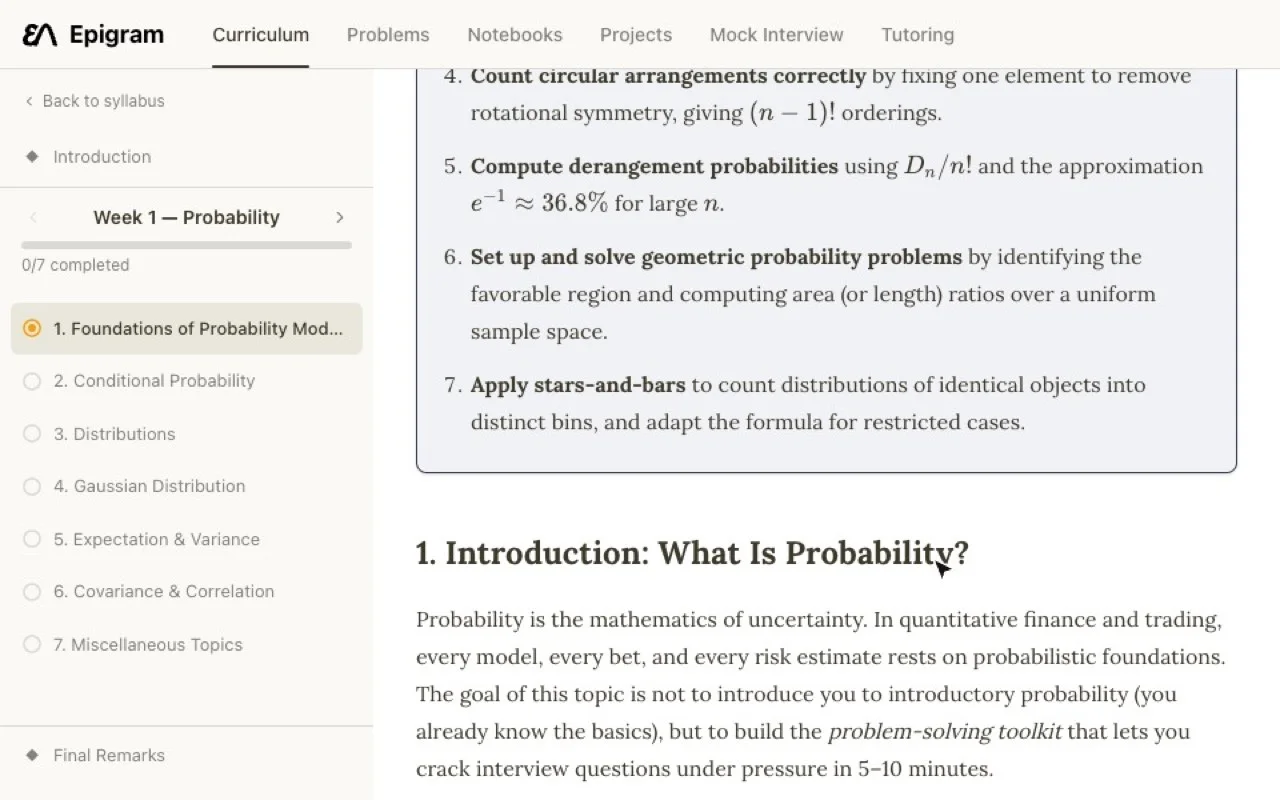 Epigram
Curriculum
Problems
Notebooks
Projects
Mock Interview
Tutoring
Back to syllabus
Introduction
Week 1 — Probability
0/7 completed
1. Foundations of Probability Mod...
2. Conditional Probability
3. Distributions
4. Gaussian Distribution
5. Expectation & Variance
6. Covariance & Correlation
7. Miscellaneous Topics
Final Remarks
4. Count circular arrangements correctly by fixing one element to remove
rotational symmetry, giving (n − 1)! orderings.
5. Compute derangement probabilities using Dₙ/n! and the approximation
e⁻¹ ≈ 36.8% for large n.
6. Set up and solve geometric probability problems by identifying the
favorable region and computing area (or length) ratios over a uniform
sample space.
7. Apply stars-and-bars to count distributions of identical objects into
distinct bins, and adapt the formula for restricted cases.
1. Introduction: What Is Probability?
Probability is the mathematics of uncertainty. In quantitative finance and trading,
every model, every bet, and every risk estimate rests on probabilistic foundations.
The goal of this topic is not to introduce you to introductory probability (you
already know the basics), but to build the problem-solving toolkit that lets you
crack interview questions under pressure in 5–10 minutes.